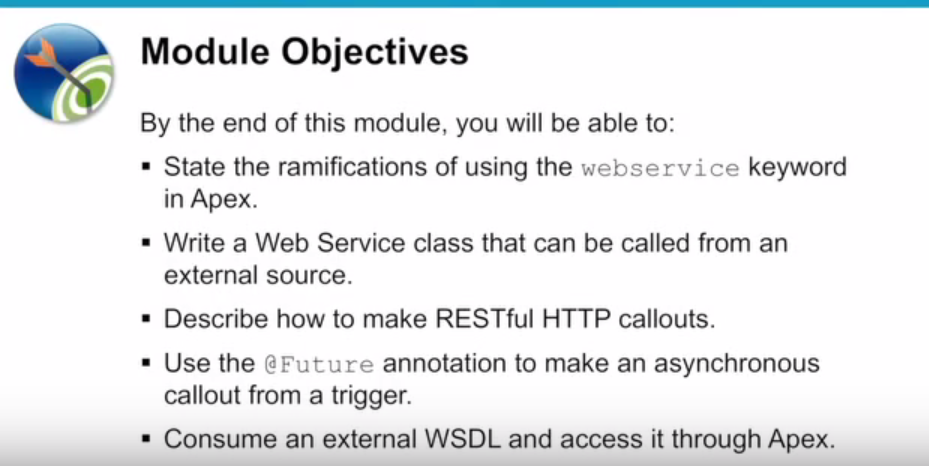 Module Objectives
By the end of this module, you will be able to:
▪ State the ramifications of using the webservice keyword
in Apex.
▪ Write a Web Service class that can be called from an
external source.
▪ Describe how to make RESTful HTTP callouts.
▪ Use the @Future annotation to make an asynchronous
callout from a trigger.
▪ Consume an external WSDL and access it through Apex.